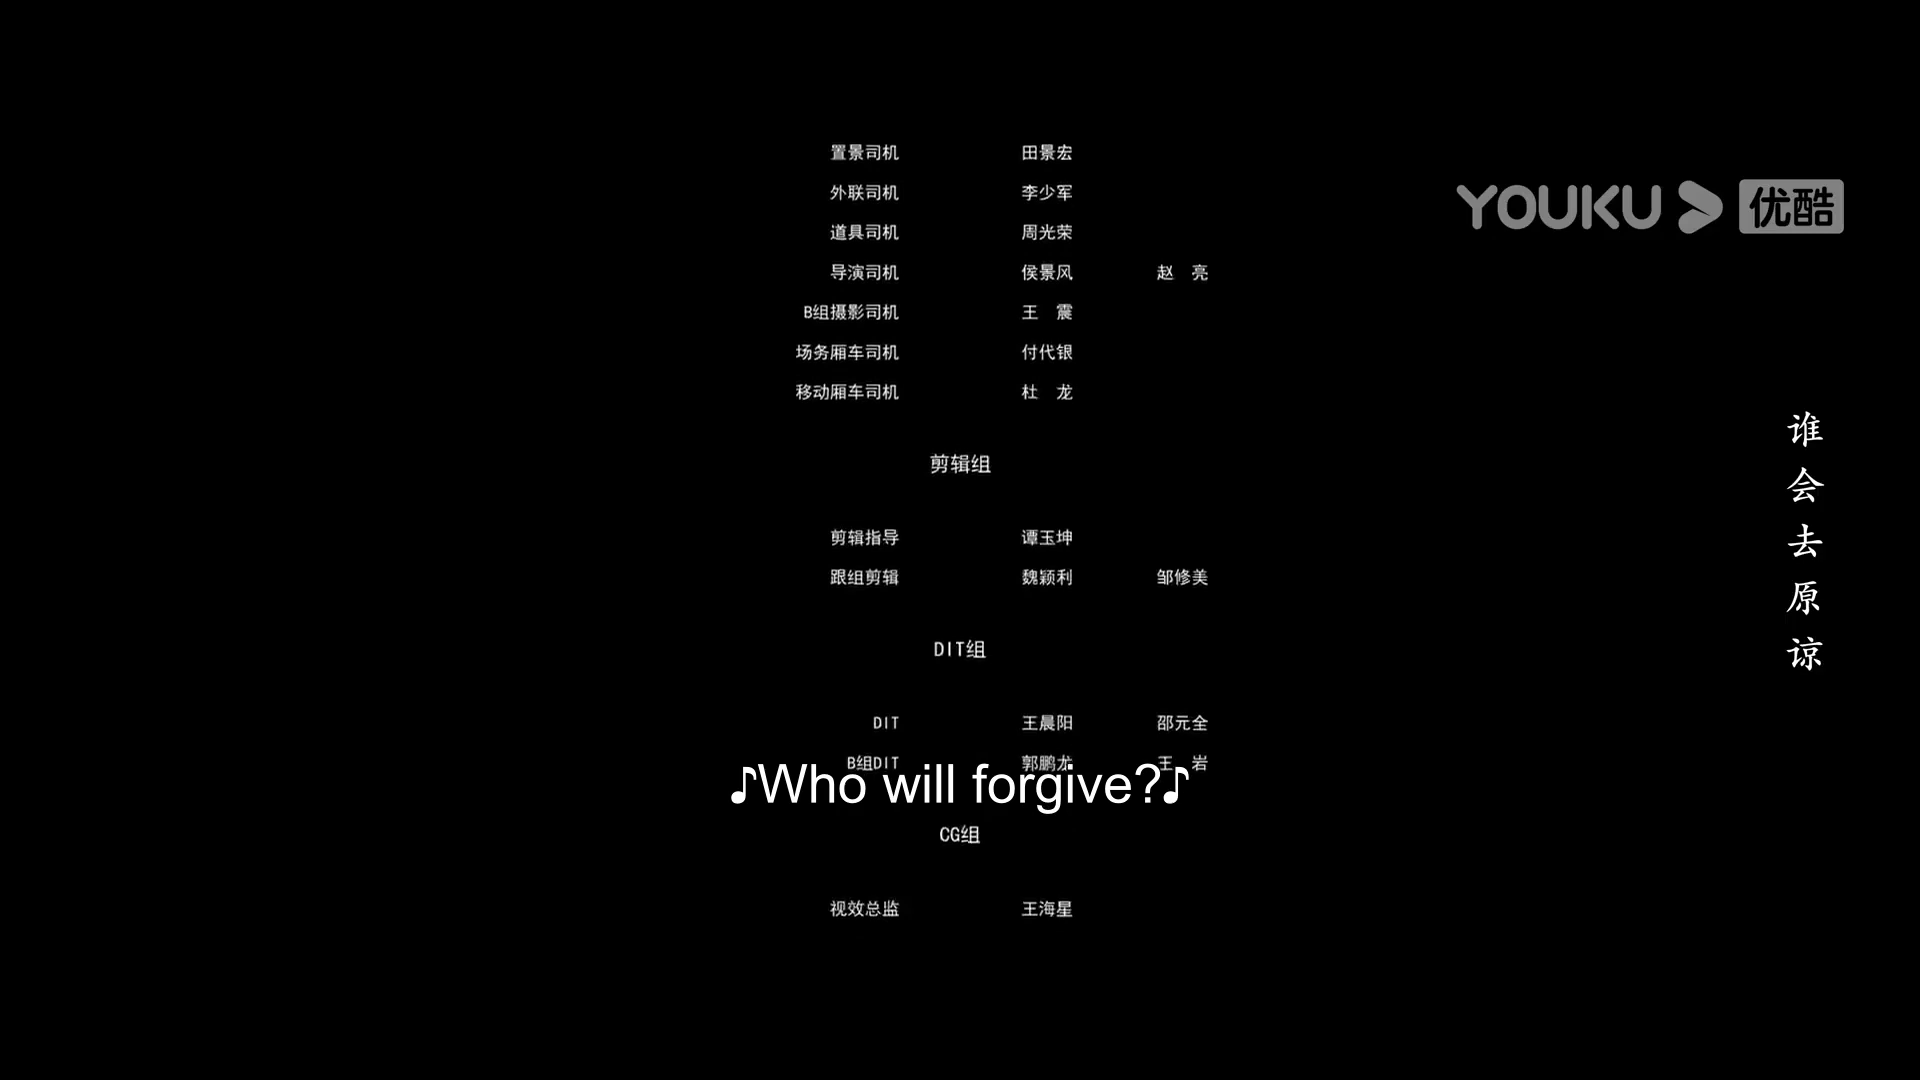 置景司机 田景宏
外联司机 李少军
道具司机 周光荣
导演司机 侯景风 赵 亮
B组摄影司机 王 震
场务厢车司机 付代银
移动厢车司机 杜 龙
剪辑组
剪辑指导 谭玉坤
跟组剪辑 魏颖利 邹修美
DIT组
DIT 王晨阳 邵元全
B组DIT 郭鹏龙 王 岩
♪Who will forgive?♪
CG组
视效总监 王海星
YOUKU 优酷
谁会去原谅